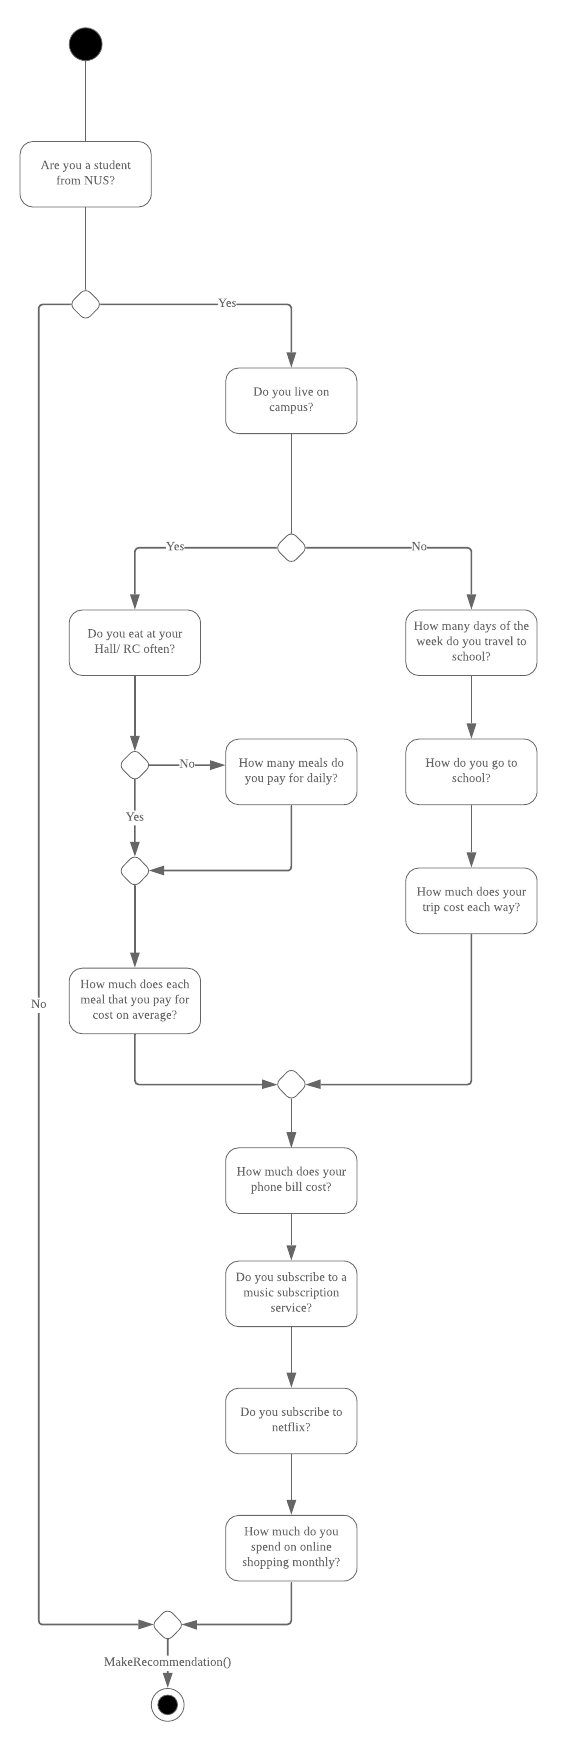 Are you a student
from NUS?
Yes
Do you live on
campus?
Yes
No
Do you eat at your
Hall/ RC often?
How many days of the
week do you travel to
school?
No
How many meals do
you pay for daily?
How do you go to
school?
Yes
How much does your
trip cost each way?
How much does each
meal that you pay for
cost on average?
No
How much does your
phone bill cost?
Do you subscribe to a
music subscription
service?
Do you subscribe to
netflix?
How much do you
spend on online
shopping monthly?
MakeRecommendation()